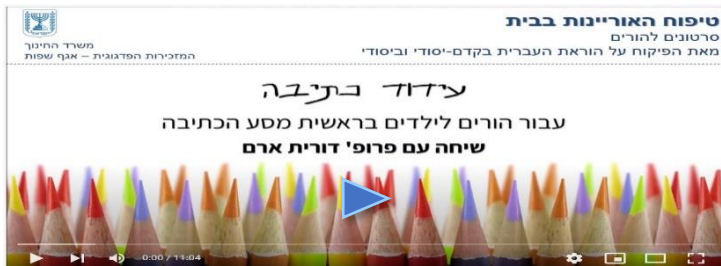 טיפוח האוריינות בבית
סרטונים להורים
מאת הפיקוח על הוראת העברית בקדם-יסודי וביסודי
משרד החינוך
המזכירות הפדגוגית – אגף שפות
עידוד כתיבה
עבור הורים לילדים בראשית מסע הכתיבה
שיחה עם פרופ' דורית ארם
0:00 / 11:04